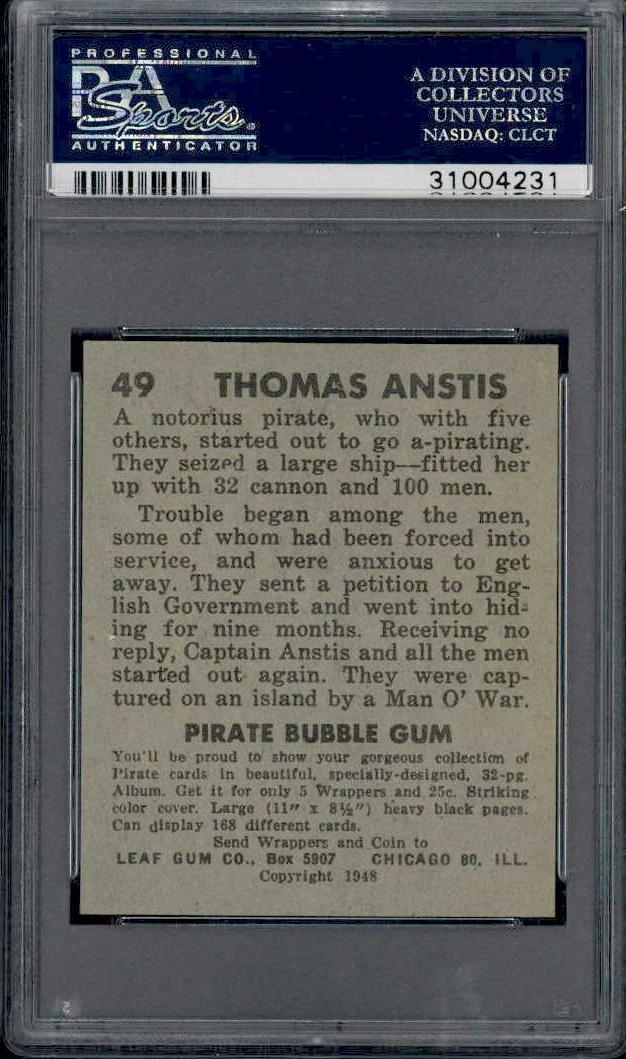 PROFESSIONAL
PSA
Sports
AUTHENTICATOR
A DIVISION OF
COLLECTORS
UNIVERSE
NASDAQ: CLCT
31004231
49 THOMAS ANSTIS
A notorius pirate, who with five
others, started out to go a-pirating.
They seized a large ship—fitted her
up with 32 cannon and 100 men.
Trouble began among the men,
some of whom had been forced into
service, and were anxious to get
away. They sent a petition to Eng-
lish Government and went into hid-
ing for nine months. Receiving no
reply, Captain Anstis and all the men
started out again. They were cap-
tured on an island by a Man O' War.
PIRATE BUBBLE GUM
You'll be proud to show your gorgeous collection of
Pirate cards in beautiful, specially-designed, 32-pg.
Album. Get it for only 5 Wrappers and 25c. Striking
color cover. Large (11" x 8½") heavy black pages.
Can display 168 different cards.
Send Wrappers and Coin to
LEAF GUM CO., Box 5907 CHICAGO 80, ILL.
Copyright 1948